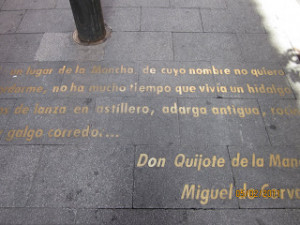 lugar de la Mancha, de cuyo nombre no quiero
no ha mucho tiempo que vivía un hidalgo
de lanza en astillero, adarga antigua,
galgo corredo....
Don Quijote de la
Miguel de